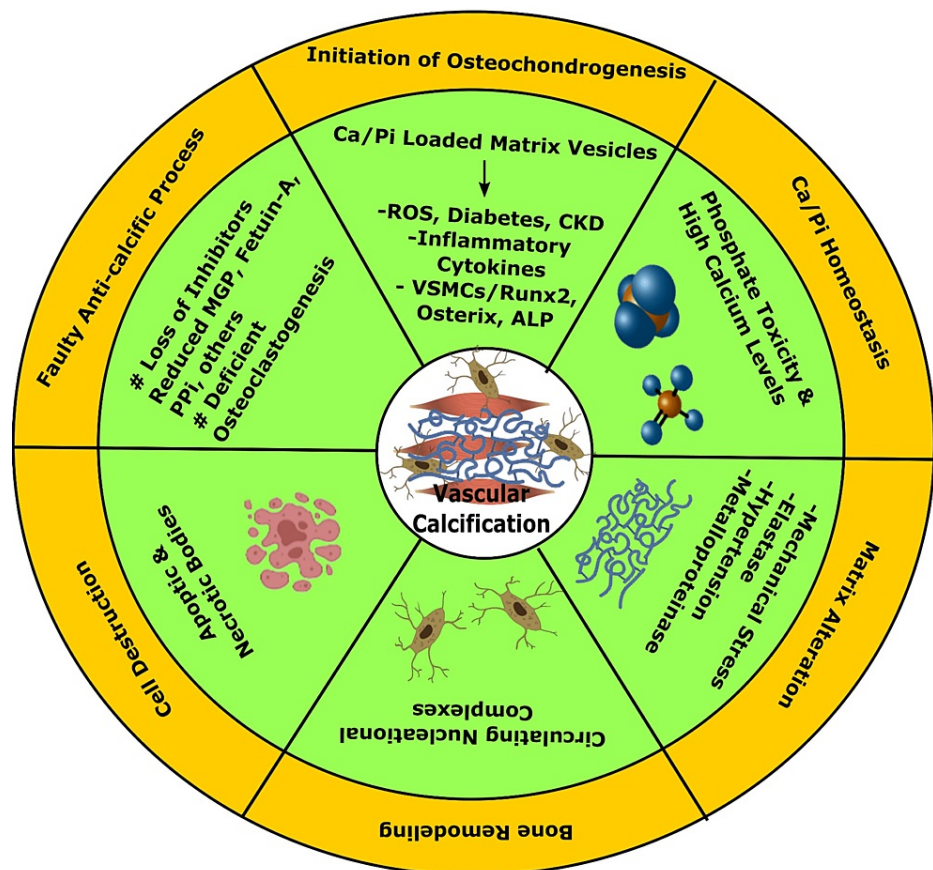 Initiation of Osteochondrogenesis
Ca/Pi Loaded Matrix Vesicles
-ROS, Diabetes, CKD
-Inflammatory
Cytokines
- VSMCs/Runx2,
Osterix, ALP
Ca/Pi Homeostasis
Phosphate Toxicity &
High Calcium Levels
Matrix Alteration
-Mechanical Stress
-Elastase
-Hypertension
-Metalloproteinase
Bone Remodeling
Circulating Nucleational
Complexes
Cell Destruction
Apoptic &
Necrotic Bodies
Faulty Anti-calcific Process
# Loss of Inhibitors
Reduced MGP, Fetuin-A,
PPi, others
# Deficient
Osteoclastogenesis
Vascular
Calcification